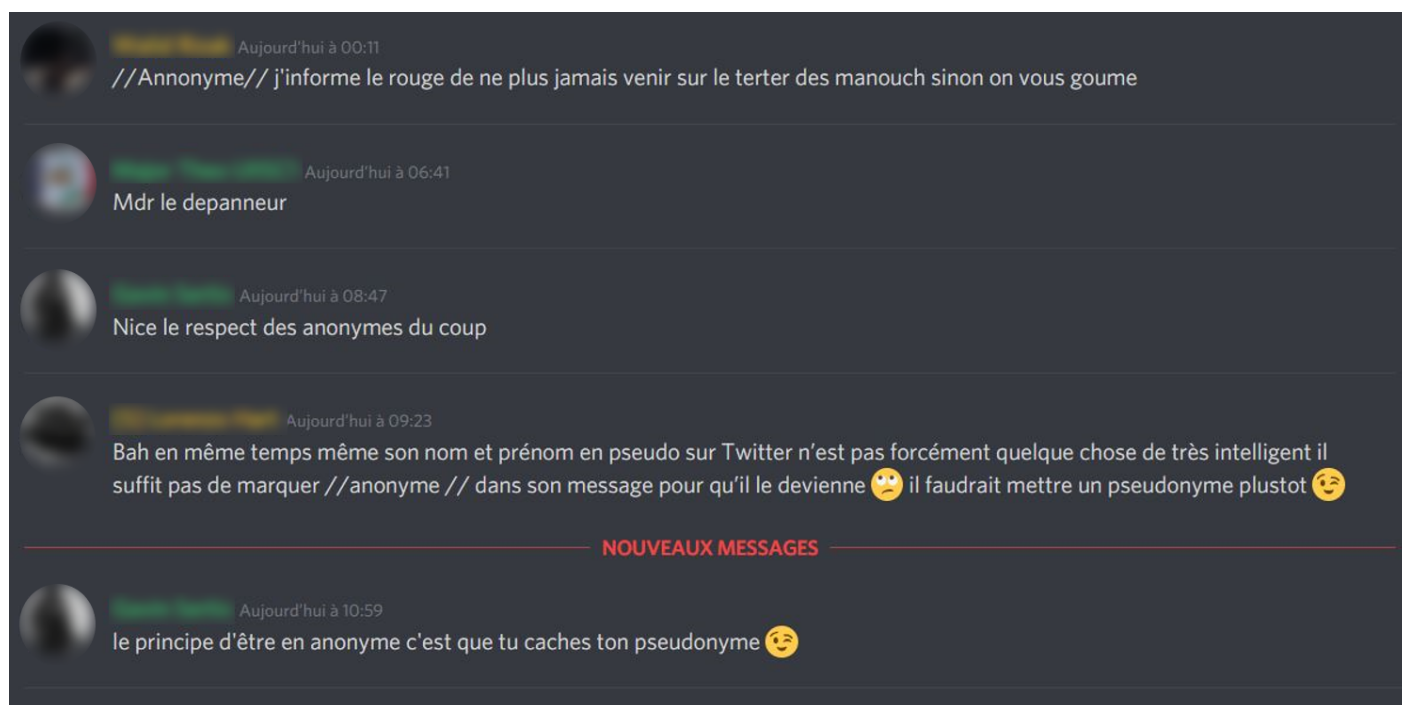 Aujourd'hui à 00:11
//Annonyme// j'informe le rouge de ne plus jamais venir sur le terter des manouch sinon on vous goume
Aujourd'hui à 06:41
Mdr le depanneur
Aujourd'hui à 08:47
Nice le respect des anonymes du coup
Aujourd'hui à 09:23
Bah en même temps même son nom et prénom en pseudo sur Twitter n’est pas forcément quelque chose de très intelligent il
suffit pas de marquer //anonyme // dans son message pour qu’il le devienne 🙄 il faudrait mettre un pseudonyme plustot 😉
NOUVEAUX MESSAGES
Aujourd'hui à 10:59
le principe d'être en anonyme c'est que tu caches ton pseudonyme 😉